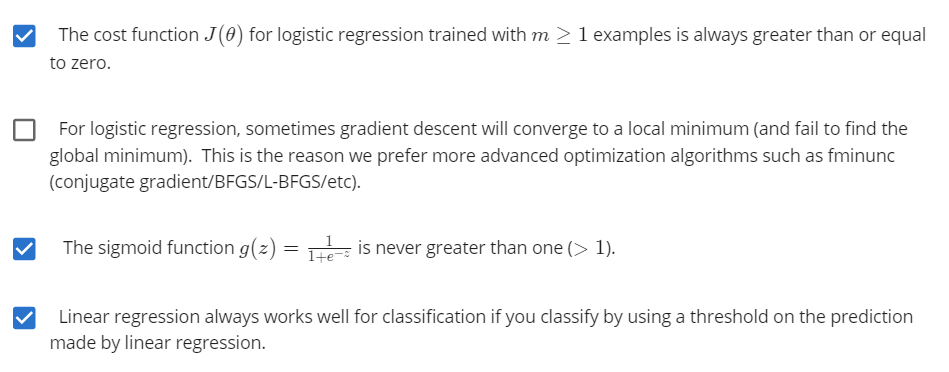 The cost function J(θ) for logistic regression trained with m ≥ 1 examples is always greater than or equal
to zero.
For logistic regression, sometimes gradient descent will converge to a local minimum (and fail to find the
global minimum). This is the reason we prefer more advanced optimization algorithms such as fminunc
(conjugate gradient/BFGS/L-BFGS/etc).
The sigmoid function g(z) = 1/(1+e^{-z}) is never greater than one (> 1).
Linear regression always works well for classification if you classify by using a threshold on the prediction
made by linear regression.